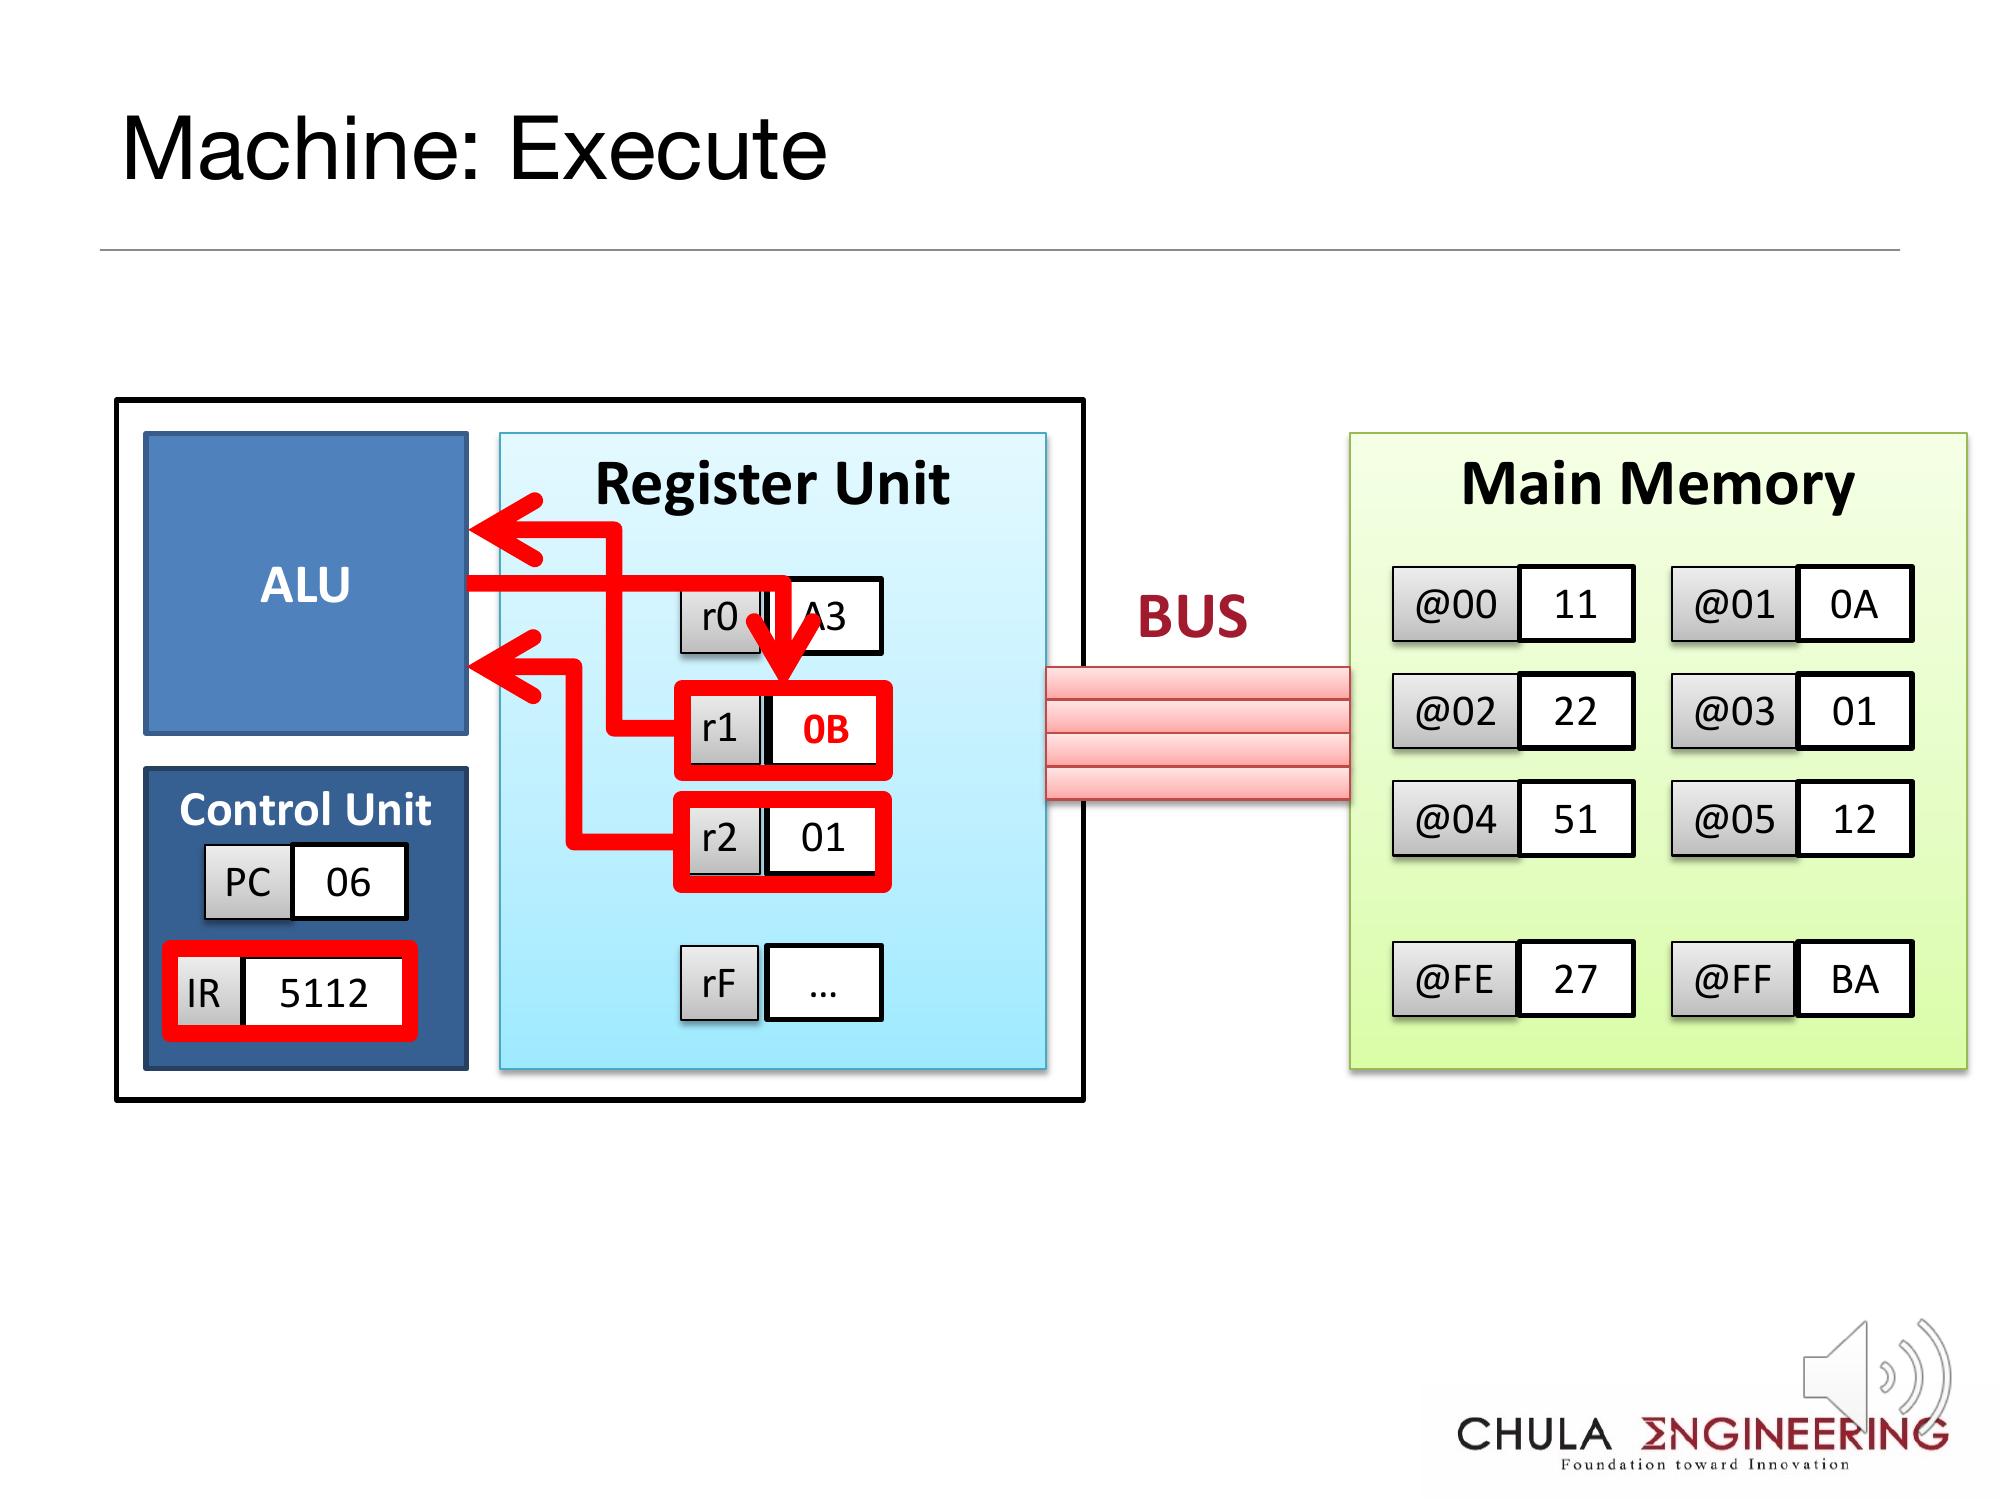 Machine: Execute
ALU
Control Unit
PC 06
IR 5112
Register Unit
r0 A3
r1 0B
r2 01
rF ...
BUS
Main Memory
@00 11 @01 0A
@02 22 @03 01
@04 51 @05 12
@FE 27 @FF BA
CHULA ΣNGINEERING
Foundation toward Innovation